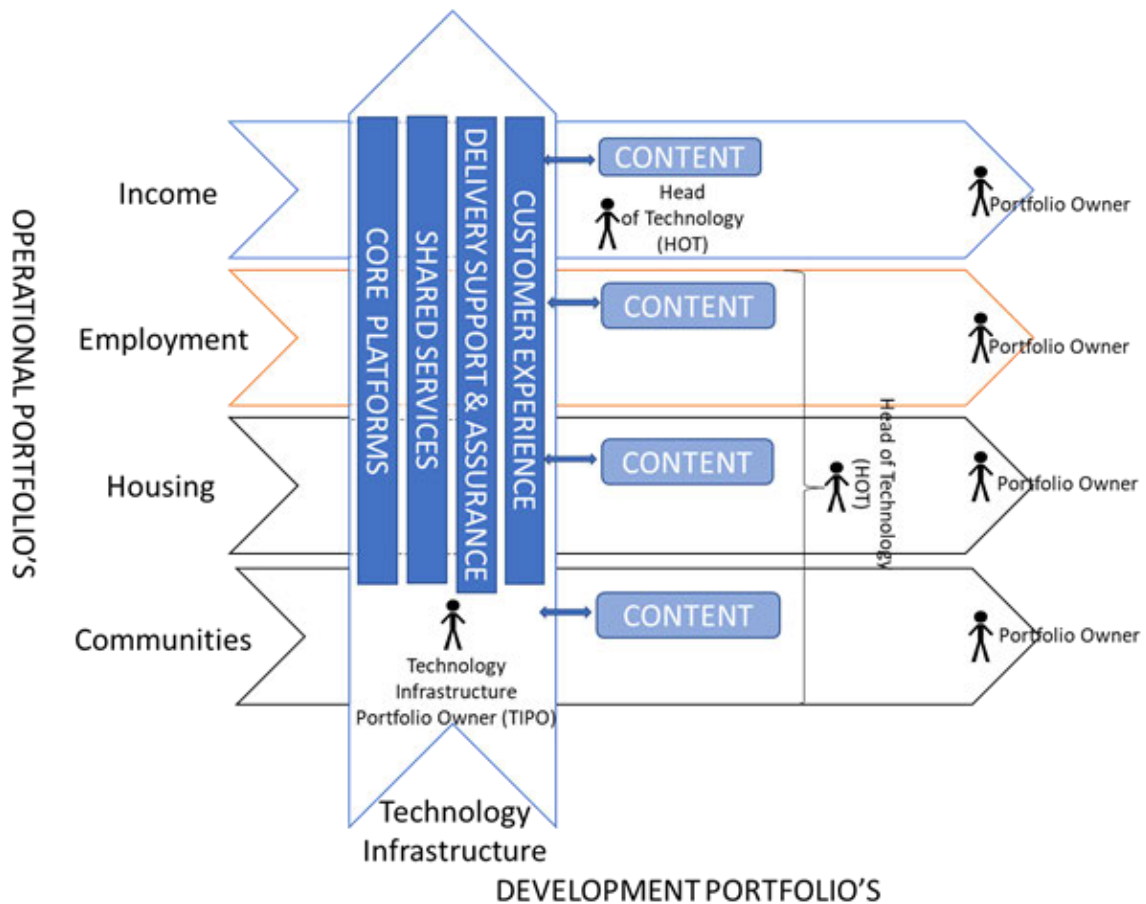 OPERATIONAL PORTFOLIO'S
Income
CORE PLATFORMS
SHARED SERVICES
DELIVERY SUPPORT & ASSURANCE
CUSTOMER EXPERIENCE
CONTENT
Head
of Technology
(HOT)
Portfolio Owner
Employment
CONTENT
Portfolio Owner
Head of Technology
(HOT)
Housing
CONTENT
Portfolio Owner
Communities
CONTENT
Portfolio Owner
Technology
Infrastructure
Portfolio Owner (TIPO)
Technology
Infrastructure
DEVELOPMENT PORTFOLIO'S